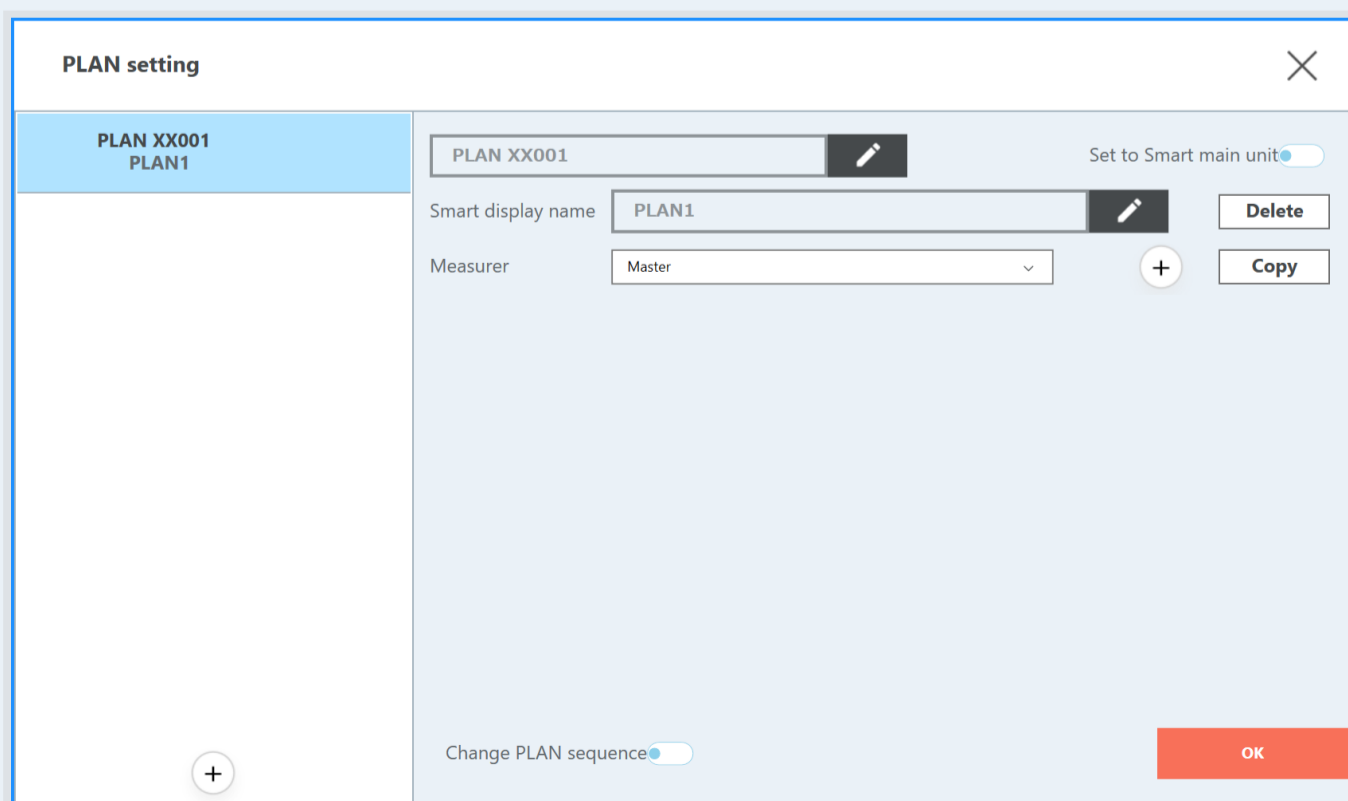 PLAN setting
PLAN XX001
PLAN1
PLAN XX001
Set to Smart main unit
Smart display name
PLAN1
Delete
Measurer
Master
Copy
Change PLAN sequence
OK